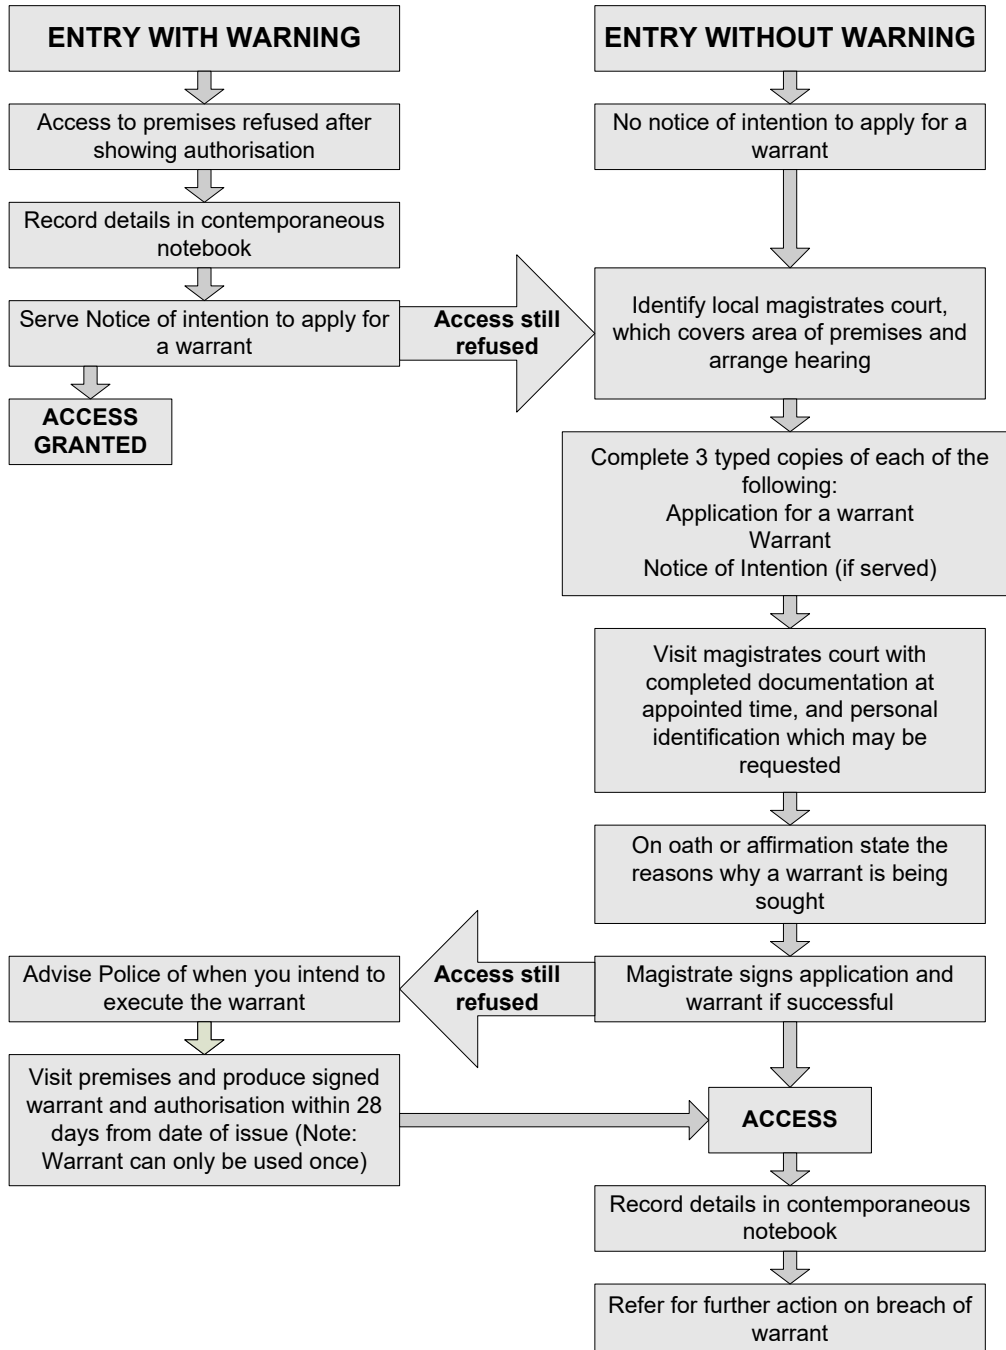 ENTRY WITH WARNING
Access to premises refused after
showing authorisation
Record details in contemporaneous
notebook
Serve Notice of intention to apply for
a warrant
ACCESS
GRANTED
Access still
refused
ENTRY WITHOUT WARNING
No notice of intention to apply for a
warrant
Identify local magistrates court,
which covers area of premises and
arrange hearing
Complete 3 typed copies of each of the
following:
Application for a warrant
Warrant
Notice of Intention (if served)
Visit magistrates court with
completed documentation at
appointed time, and personal
identification which may be
requested
On oath or affirmation state the
reasons why a warrant is being
sought
Magistrate signs application and
warrant if successful
Access still
refused
Advise Police of when you intend to
execute the warrant
Visit premises and produce signed
warrant and authorisation within 28
days from date of issue (Note:
Warrant can only be used once)
ACCESS
Record details in contemporaneous
notebook
Refer for further action on breach of
warrant